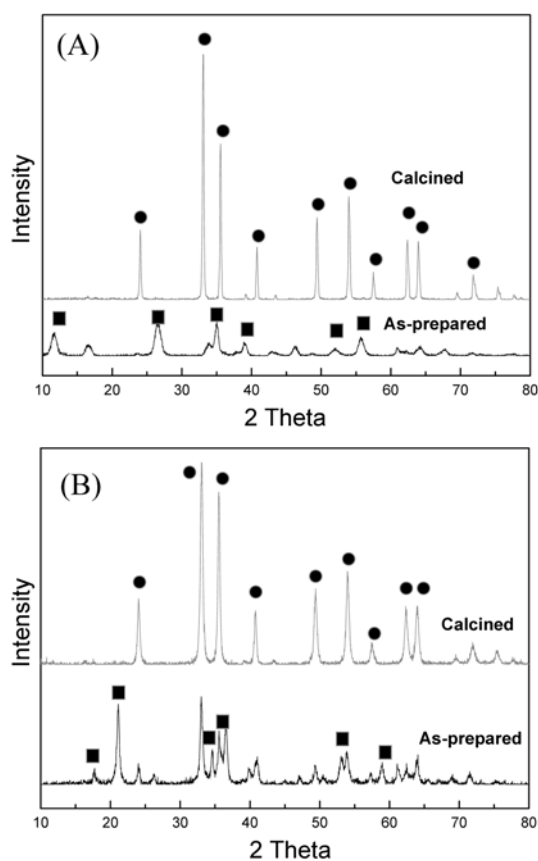 (A)
Calcined
As-prepared
Intensity
10 20 30 40 50 60 70 80
2 Theta
(B)
Calcined
As-prepared
Intensity
10 20 30 40 50 60 70 80
2 Theta